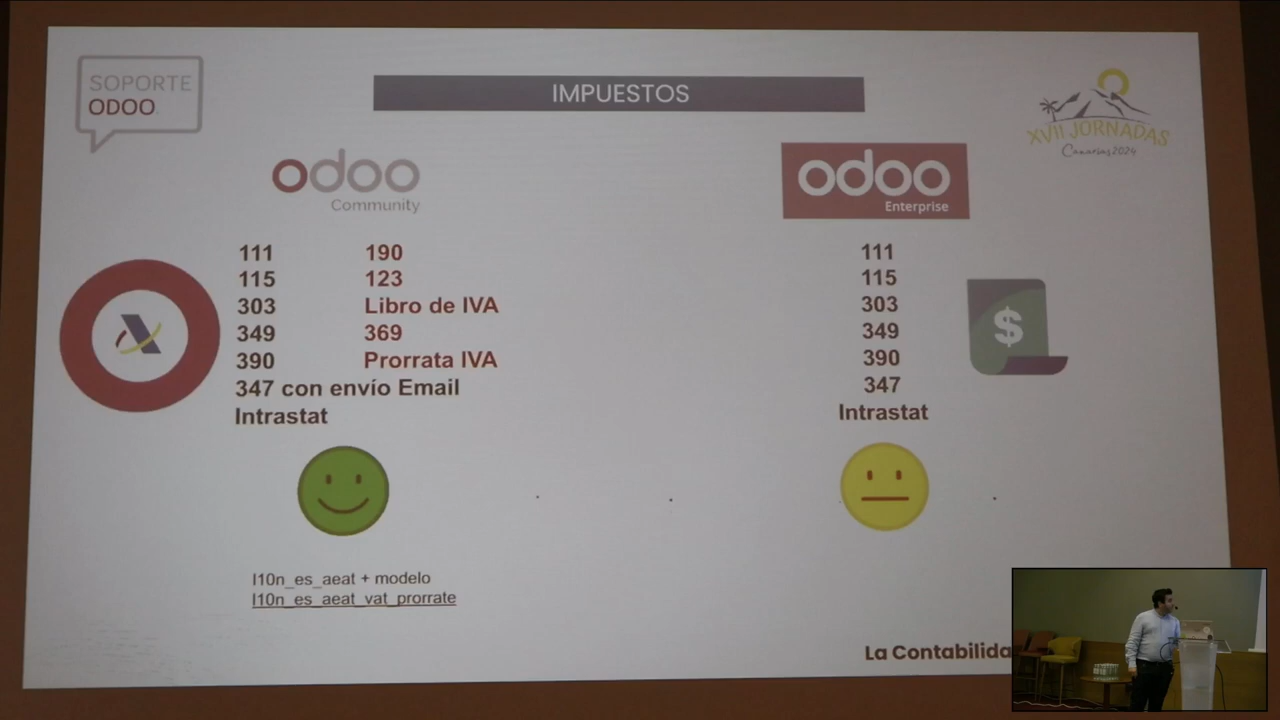 SOPORTE
ODOO
IMPUESTOS
XVII JORNADAS
Canarias 2024
odoo
Community
odoo
Enterprise
111 190
115 123
303 Libro de IVA
349 369
390 Prorrata IVA
347 con envío Email
Intrastat
111
115
303
349
390
347
Intrastat
$
l10n_es_aeat + modelo
l10n_es_aeat_vat_prorrate
La Contabilida